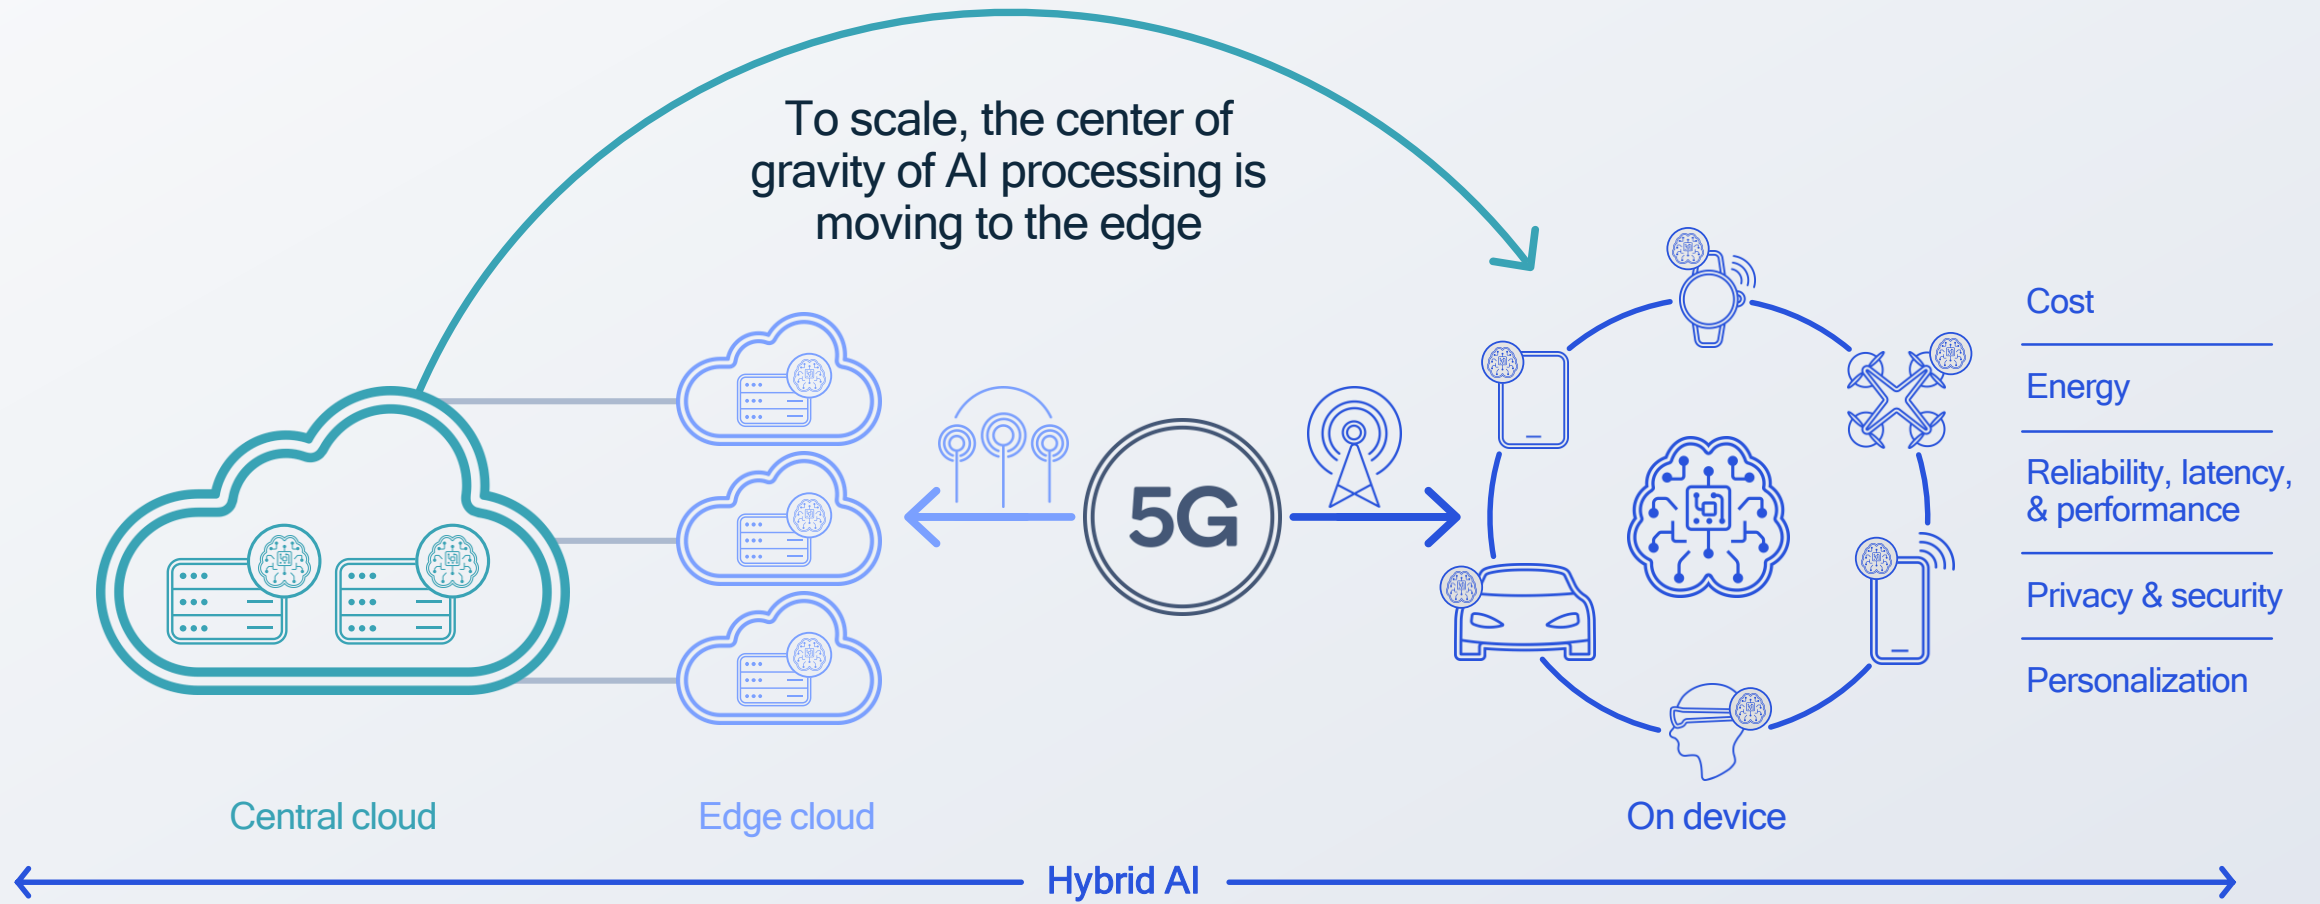 To scale, the center of
gravity of AI processing is
moving to the edge
5G
Cost
Energy
Reliability, latency,
& performance
Privacy & security
Personalization
Central cloud
Edge cloud
On device
Hybrid AI